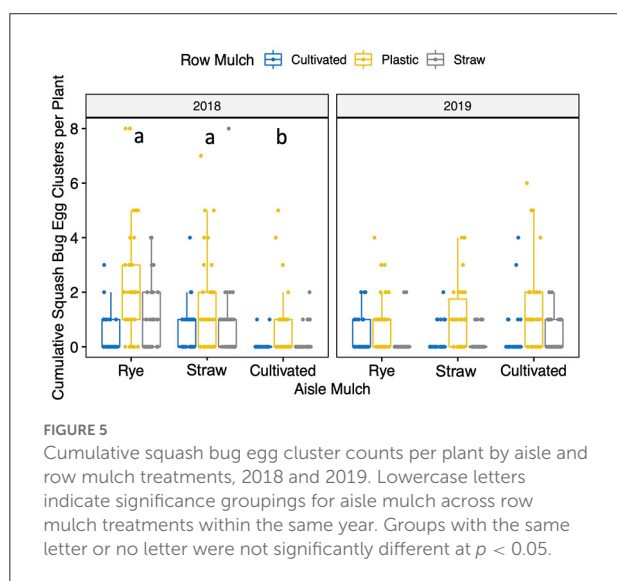 Row Mulch Cultivated Plastic Straw
2018 2019
Cumulative Squash Bug Egg Clusters per Plant
8
6
4
2
0
a a b
Rye Straw Cultivated Rye Straw Cultivated
Aisle Mulch
FIGURE 5
Cumulative squash bug egg cluster counts per plant by aisle and
row mulch treatments, 2018 and 2019. Lowercase letters
indicate significance groupings for aisle mulch across row
mulch treatments within the same year. Groups with the same
letter or no letter were not significantly different at p < 0.05.